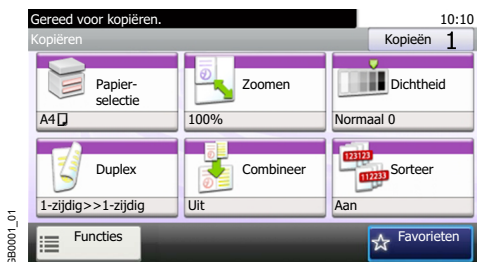 Gereed voor kopiëren. 10:10
Kopiëren Kopieën 1
Papier-
selectie
A4
Zoomen
100%
Dichtheid
Normaal 0
Duplex
1-zijdig>>1-zijdig
Combineer
Uit
123123
112233
Sorteer
Aan
Functies
Favorieten
GB0001_01